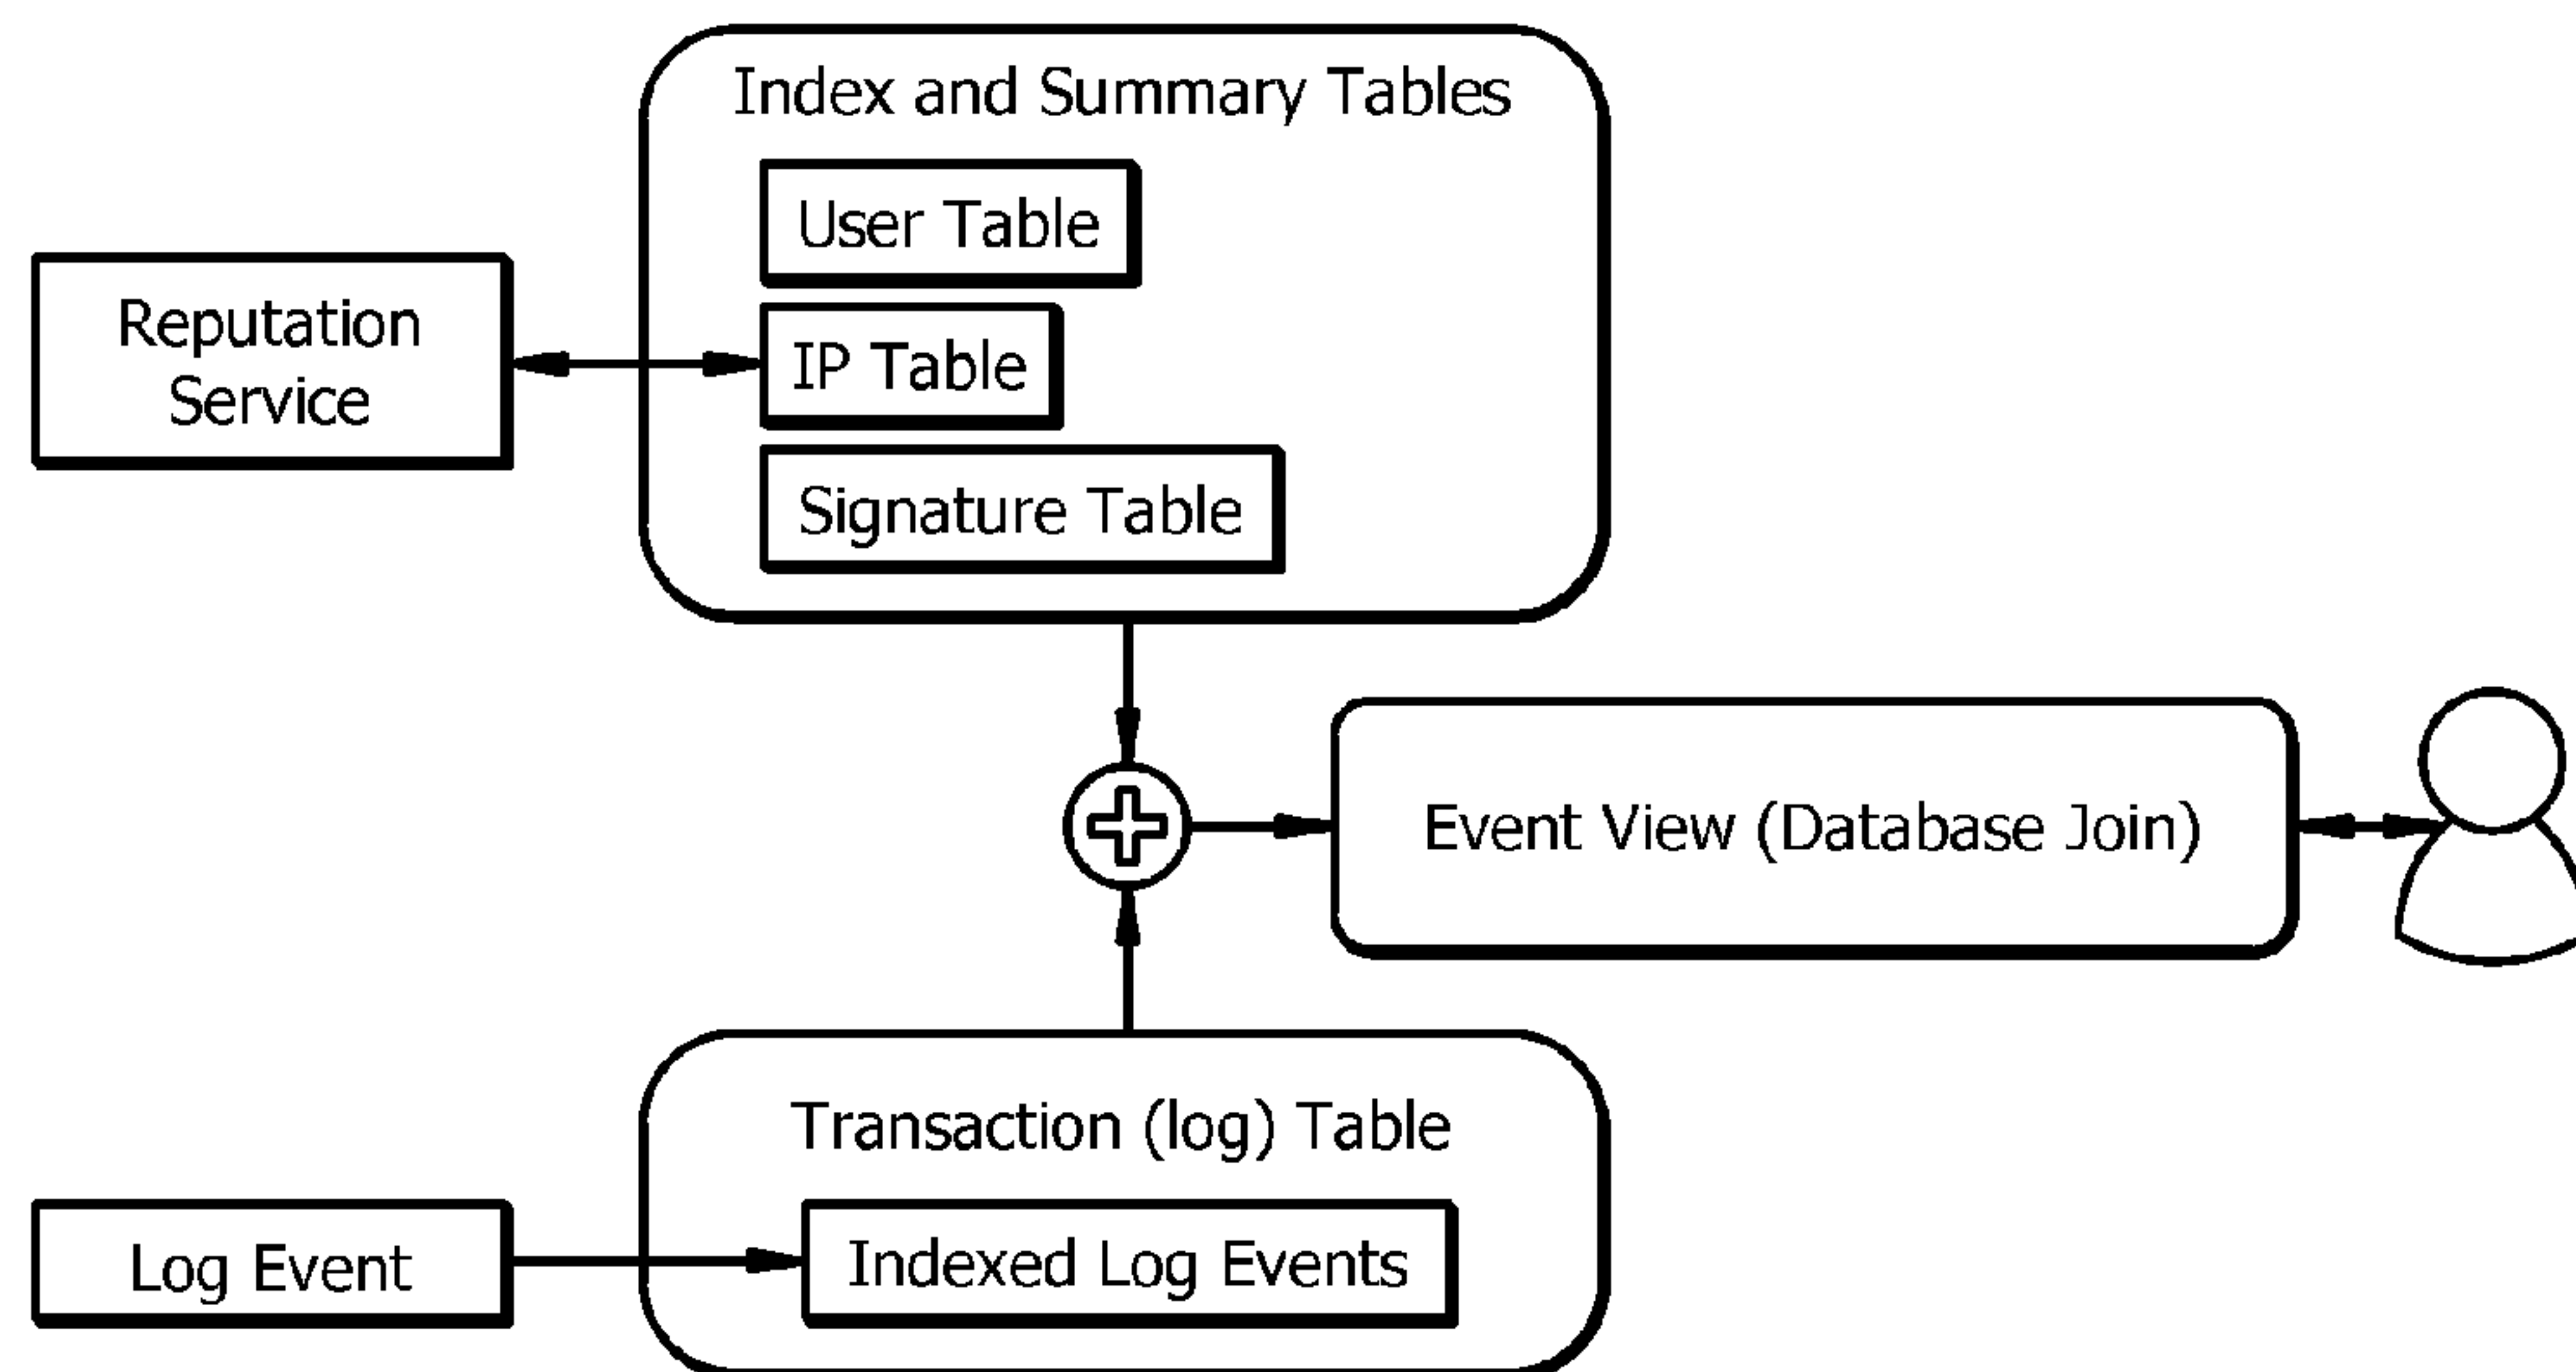 Index and Summary Tables
User Table
Reputation
Service
IP Table
Signature Table
Event View (Database Join)
Transaction (log) Table
Log Event
Indexed Log Events